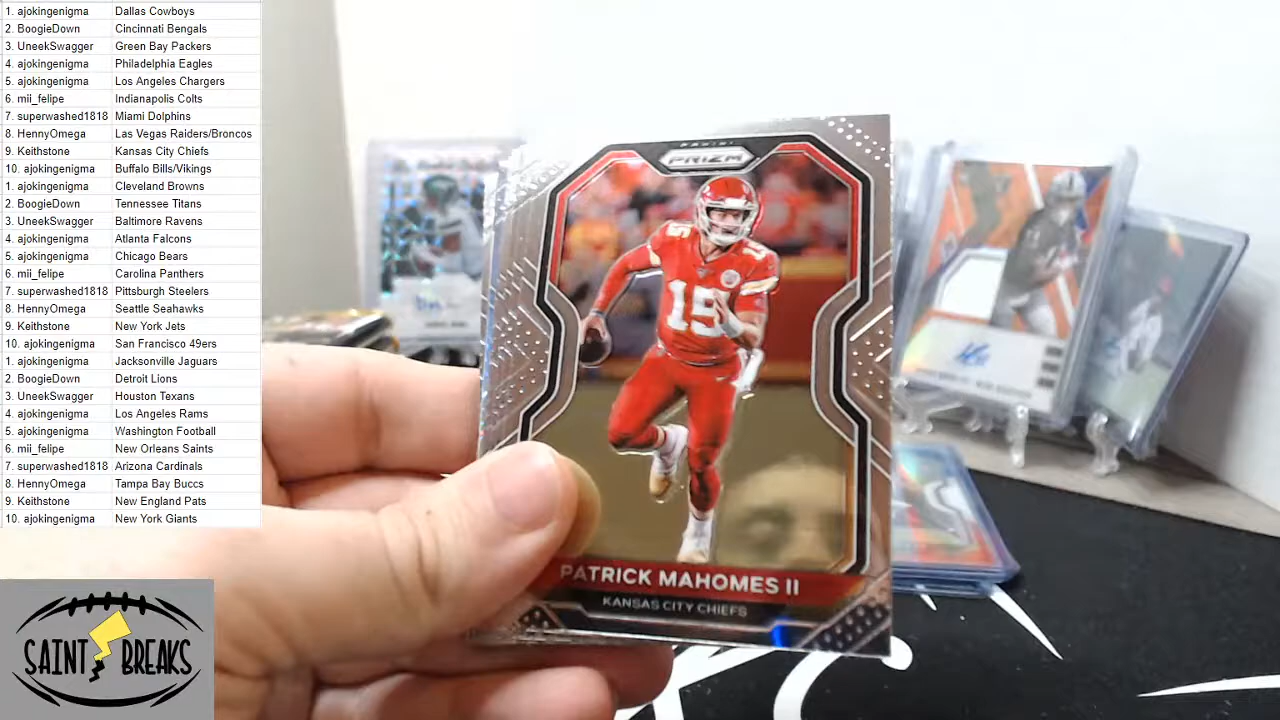 1. ajokingenigma Dallas Cowboys
2. BoogieDown Cincinnati Bengals
3. UneekSwagger Green Bay Packers
4. ajokingenigma Philadelphia Eagles
5. ajokingenigma Los Angeles Chargers
6. mii_felipe Indianapolis Colts
7. superwashed1818 Miami Dolphins
8. HennyOmega Las Vegas Raiders/Broncos
9. Keithstone Kansas City Chiefs
10. ajokingenigma Buffalo Bills/Vikings
1. ajokingenigma Cleveland Browns
2. BoogieDown Tennessee Titans
3. UneekSwagger Baltimore Ravens
4. ajokingenigma Atlanta Falcons
5. ajokingenigma Chicago Bears
6. mii_felipe Carolina Panthers
7. superwashed1818 Pittsburgh Steelers
8. HennyOmega Seattle Seahawks
9. Keithstone New York Jets
10. ajokingenigma San Francisco 49ers
1. ajokingenigma Jacksonville Jaguars
2. BoogieDown Detroit Lions
3. UneekSwagger Houston Texans
4. ajokingenigma Los Angeles Rams
5. ajokingenigma Washington Football
6. mii_felipe New Orleans Saints
7. superwashed1818 Arizona Cardinals
8. HennyOmega Tampa Bay Buccs
9. Keithstone New England Pats
10. ajokingenigma New York Giants
PANINI
PRIZM
15
15
PATRICK MAHOMES II
KANSAS CITY CHIEFS
SAINT BREAKS